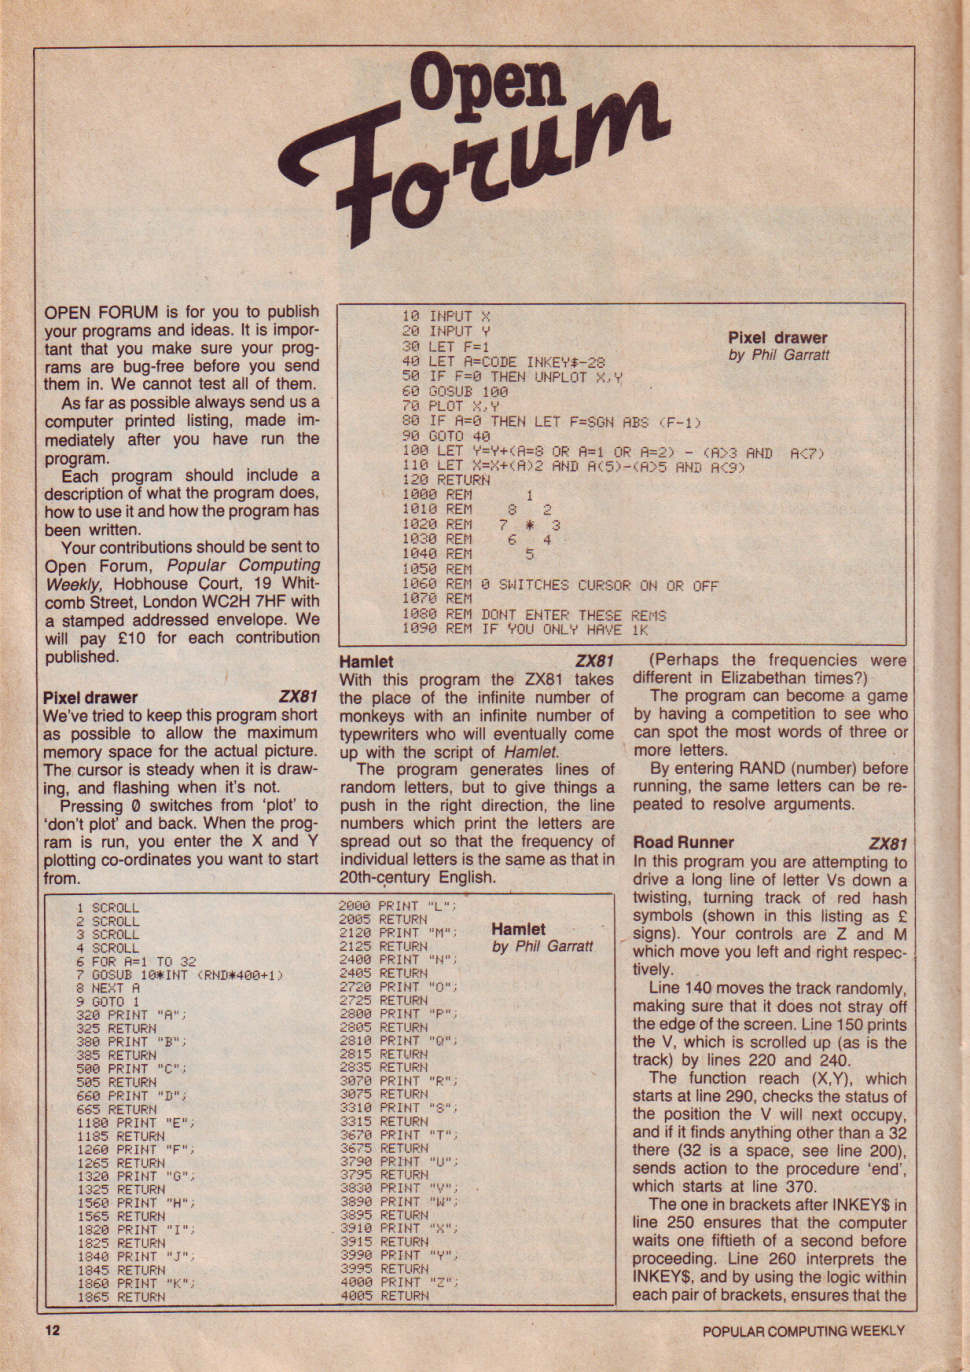 Open
Forum
OPEN FORUM is for you to publish
your programs and ideas. It is impor-
tant that you make sure your prog-
rams are bug-free before you send
them in. We cannot test all of them.
As far as possible always send us a
computer printed listing, made im-
mediately after you have run the
program.
Each program should include a
description of what the program does,
how to use it and how the program has
been written.
Your contributions should be sent to
Open Forum, Popular Computing
Weekly, Hobhouse Court, 19 Whit-
comb Street, London WC2H 7HF with
a stamped addressed envelope. We
will pay £10 for each contribution
published.
Pixel drawer ZX81
We've tried to keep this program short
as possible to allow the maximum
memory space for the actual picture.
The cursor is steady when it is draw-
ing, and flashing when it's not.
Pressing 0 switches from 'plot' to
'don't plot' and back. When the prog-
ram is run, you enter the X and Y
plotting co-ordinates you want to start
from.
10 INPUT X
20 INPUT Y
30 LET F=1
40 LET A=CODE INKEY$-28
50 IF F=0 THEN UNPLOT X,Y
60 GOSUB 100
70 PLOT X,Y
80 IF A=0 THEN LET F=SGN ABS (F-1)
90 GOTO 40
100 LET Y=Y+(A=8 OR A=1 OR A=2) - (A>3 AND A<7)
110 LET X=X+(A>2 AND A<5)-(A>5 AND A<9)
120 RETURN
1000 REM 1
1010 REM 8 2
1020 REM 7 * 3
1030 REM 6 4
1040 REM 5
1050 REM
1060 REM 0 SWITCHES CURSOR ON OR OFF
1070 REM
1080 REM DONT ENTER THESE REMS
1090 REM IF YOU ONLY HAVE 1K
Pixel drawer
by Phil Garratt
Hamlet ZX81
With this program the ZX81 takes
the place of the infinite number of
monkeys with an infinite number of
typewriters who will eventually come
up with the script of Hamlet.
The program generates lines of
random letters, but to give things a
push in the right direction, the line
numbers which print the letters are
spread out so that the frequency of
individual letters is the same as that in
20th-century English.
(Perhaps the frequencies were
different in Elizabethan times?)
The program can become a game
by having a competition to see who
can spot the most words of three or
more letters.
By entering RAND (number) before
running, the same letters can be re-
peated to resolve arguments.
1 SCROLL
2 SCROLL
3 SCROLL
4 SCROLL
6 FOR A=1 TO 32
7 GOSUB 10*INT (RND*400+1)
8 NEXT A
9 GOTO 1
320 PRINT "A";
325 RETURN
380 PRINT "B";
385 RETURN
500 PRINT "C";
505 RETURN
660 PRINT "D";
665 RETURN
1180 PRINT "E";
1185 RETURN
1260 PRINT "F";
1265 RETURN
1320 PRINT "G";
1325 RETURN
1560 PRINT "H";
1565 RETURN
1820 PRINT "I";
1825 RETURN
1840 PRINT "J";
1845 RETURN
1860 PRINT "K";
1865 RETURN
2000 PRINT "L";
2005 RETURN
2120 PRINT "M";
2125 RETURN
2400 PRINT "N";
2405 RETURN
2720 PRINT "O";
2725 RETURN
2800 PRINT "P";
2805 RETURN
2810 PRINT "Q";
2815 RETURN
2835 RETURN
3070 PRINT "R";
3075 RETURN
3310 PRINT "S";
3315 RETURN
3670 PRINT "T";
3675 RETURN
3790 PRINT "U";
3795 RETURN
3830 PRINT "V";
3890 PRINT "W";
3895 RETURN
3910 PRINT "X";
3915 RETURN
3990 PRINT "Y";
3995 RETURN
4000 PRINT "Z";
4005 RETURN
Hamlet
by Phil Garratt
Road Runner ZX81
In this program you are attempting to
drive a long line of letter Vs down a
twisting, turning track of red hash
symbols (shown in this listing as £
signs). Your controls are Z and M
which move you left and right respec-
tively.
Line 140 moves the track randomly,
making sure that it does not stray off
the edge of the screen. Line 150 prints
the V, which is scrolled up (as is the
track) by lines 220 and 240.
The function reach (X,Y), which
starts at line 290, checks the status of
the position the V will next occupy,
and if it finds anything other than a 32
there (32 is a space, see line 200),
sends action to the procedure 'end',
which starts at line 370.
The one in brackets after INKEY$ in
line 250 ensures that the computer
waits one fiftieth of a second before
proceeding. Line 260 interprets the
INKEY$, and by using the logic within
each pair of brackets, ensures that the
12
POPULAR COMPUTING WEEKLY